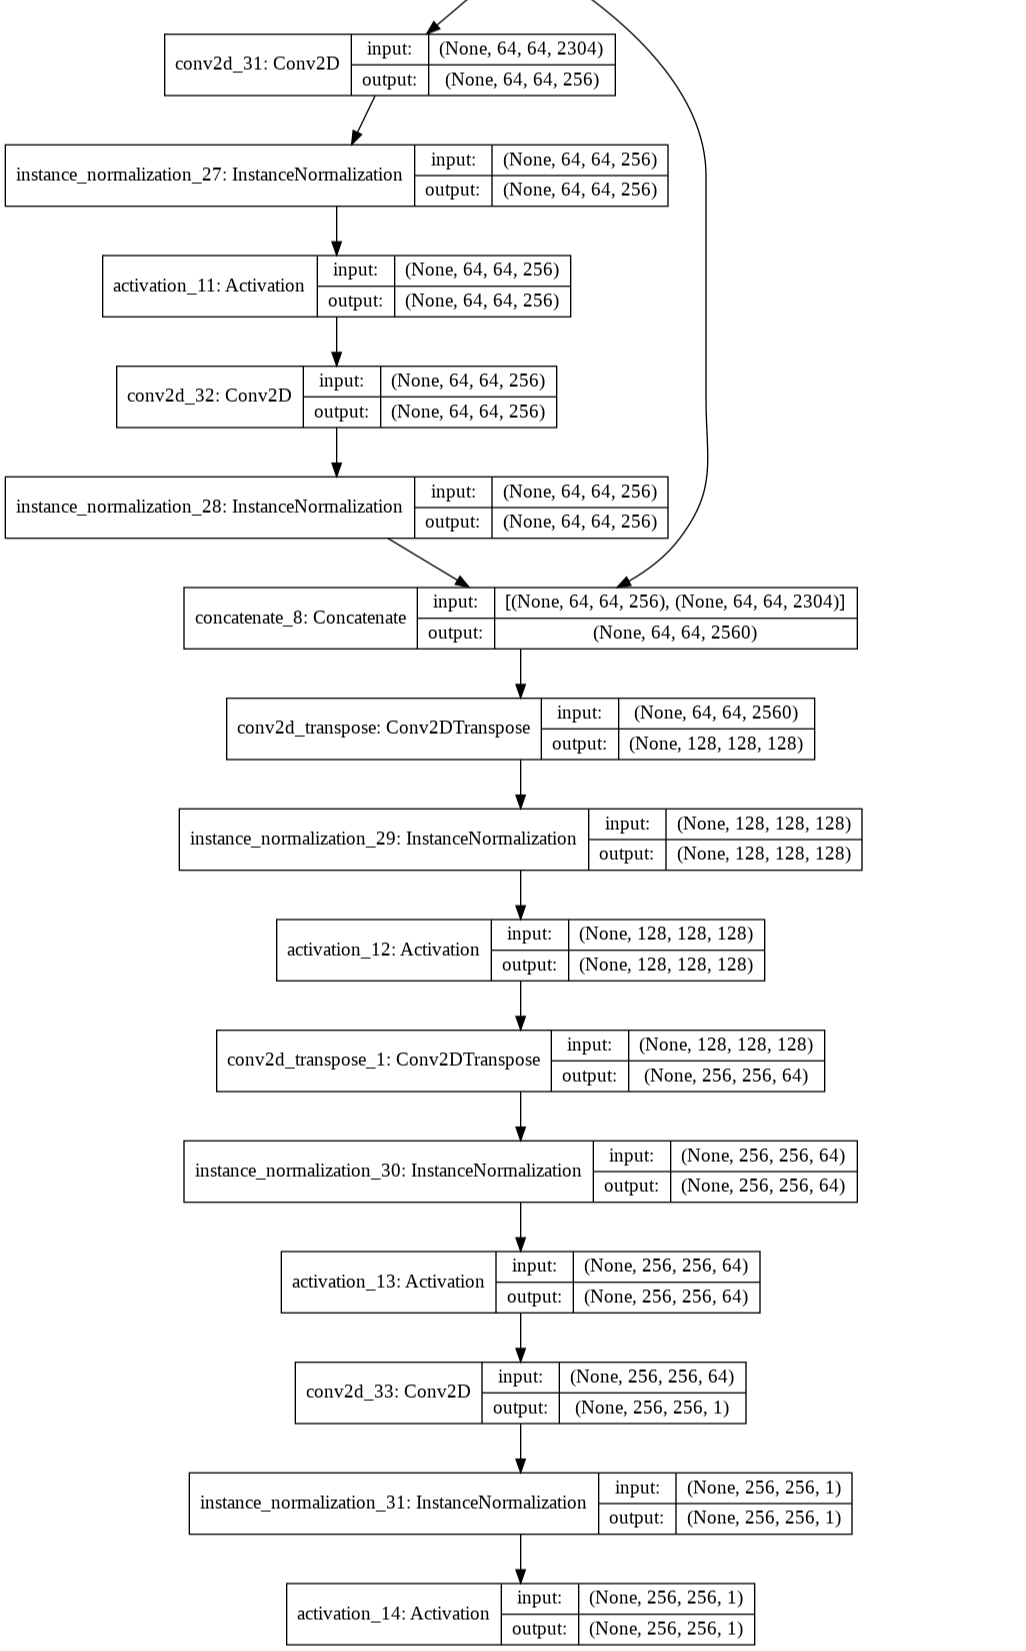 conv2d_31: Conv2D
input: (None, 64, 64, 2304)
output: (None, 64, 64, 256)
instance_normalization_27: InstanceNormalization
input: (None, 64, 64, 256)
output: (None, 64, 64, 256)
activation_11: Activation
input: (None, 64, 64, 256)
output: (None, 64, 64, 256)
conv2d_32: Conv2D
input: (None, 64, 64, 256)
output: (None, 64, 64, 256)
instance_normalization_28: InstanceNormalization
input: (None, 64, 64, 256)
output: (None, 64, 64, 256)
concatenate_8: Concatenate
input: [(None, 64, 64, 256), (None, 64, 64, 2304)]
output: (None, 64, 64, 2560)
conv2d_transpose: Conv2DTranspose
input: (None, 64, 64, 2560)
output: (None, 128, 128, 128)
instance_normalization_29: InstanceNormalization
input: (None, 128, 128, 128)
output: (None, 128, 128, 128)
activation_12: Activation
input: (None, 128, 128, 128)
output: (None, 128, 128, 128)
conv2d_transpose_1: Conv2DTranspose
input: (None, 128, 128, 128)
output: (None, 256, 256, 64)
instance_normalization_30: InstanceNormalization
input: (None, 256, 256, 64)
output: (None, 256, 256, 64)
activation_13: Activation
input: (None, 256, 256, 64)
output: (None, 256, 256, 64)
conv2d_33: Conv2D
input: (None, 256, 256, 64)
output: (None, 256, 256, 1)
instance_normalization_31: InstanceNormalization
input: (None, 256, 256, 1)
output: (None, 256, 256, 1)
activation_14: Activation
input: (None, 256, 256, 1)
output: (None, 256, 256, 1)